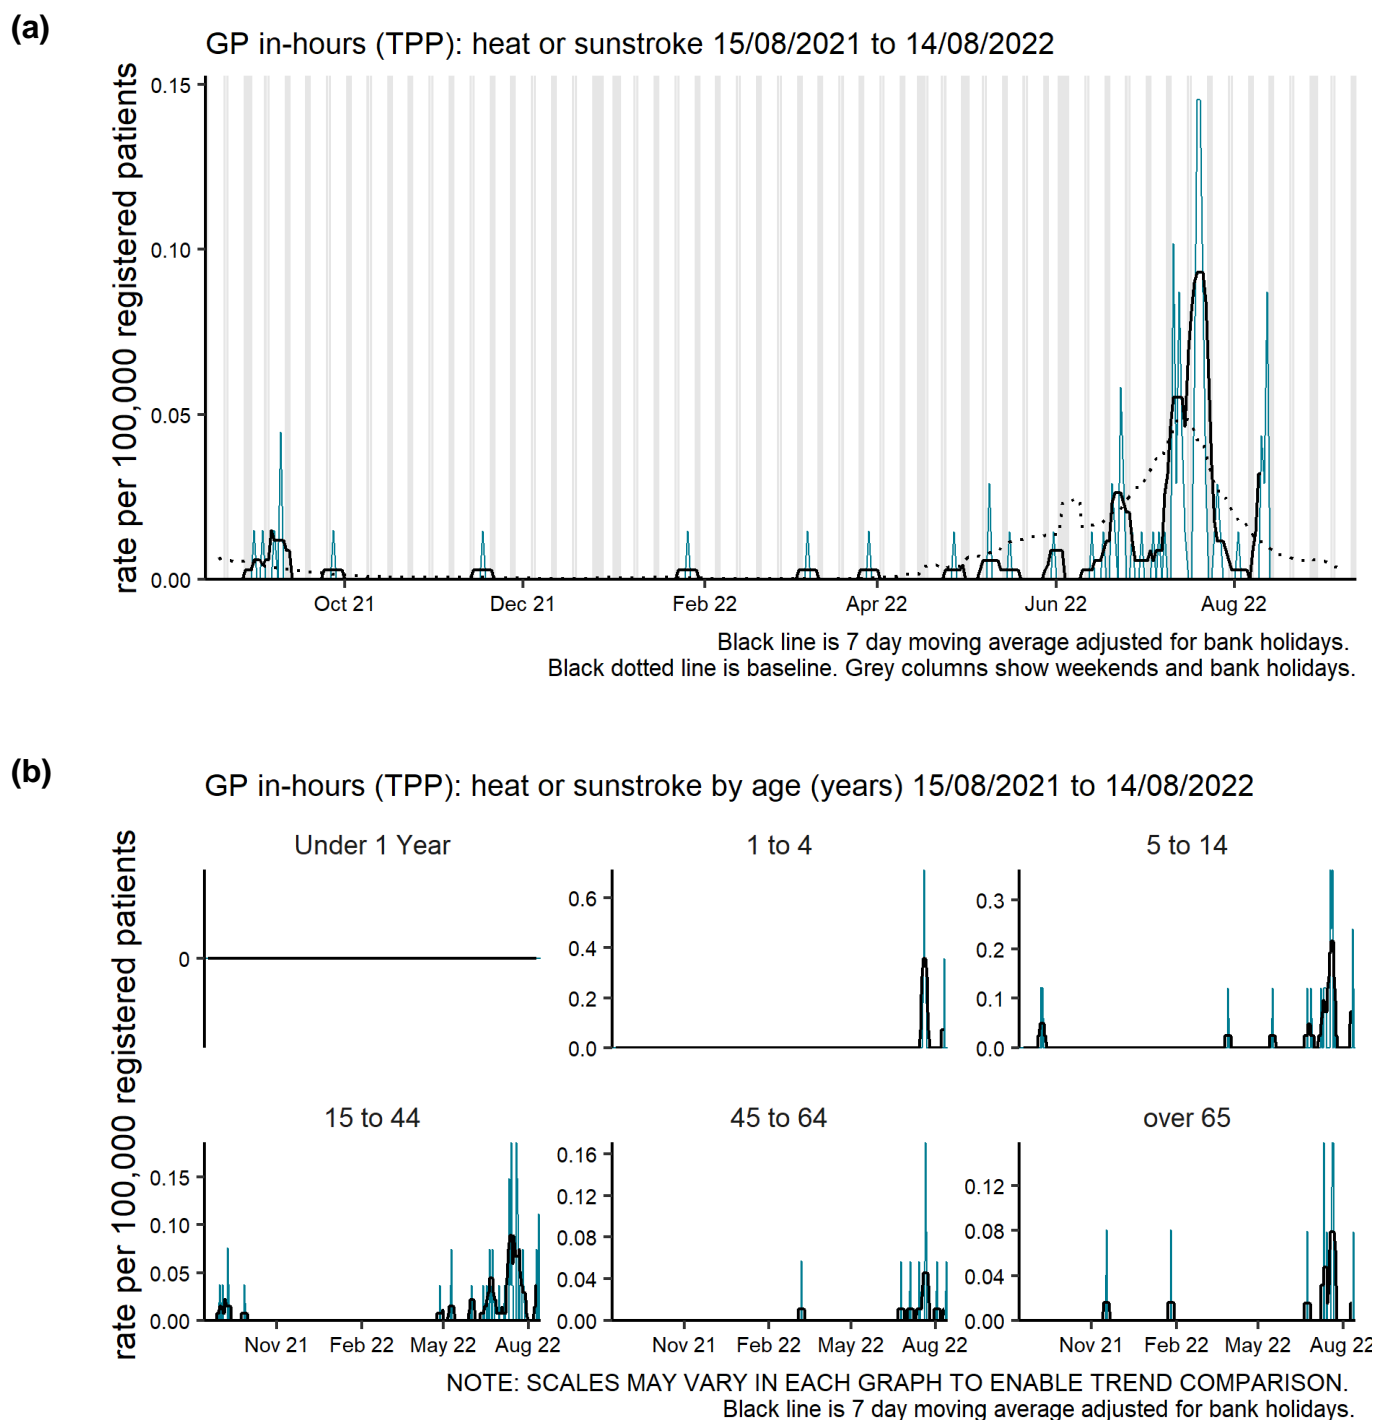 (a)
GP in-hours (TPP): heat or sunstroke 15/08/2021 to 14/08/2022
rate per 100,000 registered patients
0.15
0.10
0.05
0.00
Oct 21
Dec 21
Feb 22
Apr 22
Jun 22
Aug 22
Black line is 7 day moving average adjusted for bank holidays.
Black dotted line is baseline. Grey columns show weekends and bank holidays.
(b)
GP in-hours (TPP): heat or sunstroke by age (years) 15/08/2021 to 14/08/2022
rate per 100,000 registered patients
Under 1 Year
0
1 to 4
0.6
0.4
0.2
0.0
5 to 14
0.3
0.2
0.1
0.0
15 to 44
0.15
0.10
0.05
0.00
Nov 21
Feb 22
May 22
Aug 22
45 to 64
0.16
0.12
0.08
0.04
0.00
Nov 21
Feb 22
May 22
Aug 22
over 65
0.12
0.08
0.04
0.00
Nov 21
Feb 22
May 22
Aug 22
NOTE: SCALES MAY VARY IN EACH GRAPH TO ENABLE TREND COMPARISON.
Black line is 7 day moving average adjusted for bank holidays.